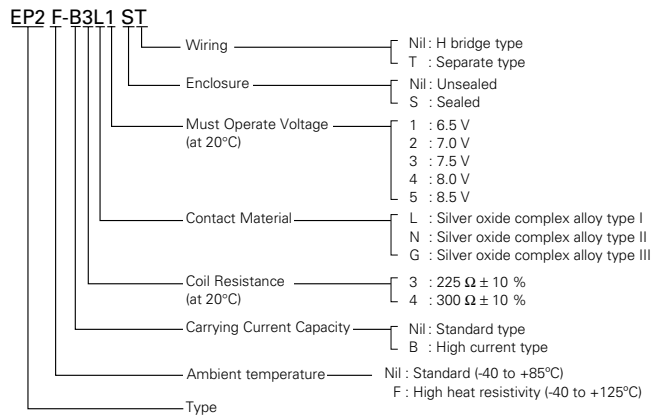 EP2 F-B3L1 ST
Wiring
Nil : H bridge type
T : Separate type
Enclosure
Nil : Unsealed
S : Sealed
Must Operate Voltage
(at 20°C)
1 : 6.5 V
2 : 7.0 V
3 : 7.5 V
4 : 8.0 V
5 : 8.5 V
Contact Material
L : Silver oxide complex alloy type I
N : Silver oxide complex alloy type II
G : Silver oxide complex alloy type III
Coil Resistance
(at 20°C)
3 : 225 Ω ± 10 %
4 : 300 Ω ± 10 %
Carrying Current Capacity
Nil : Standard type
B : High current type
Ambient temperature
Nil : Standard (-40 to +85°C)
F : High heat resistivity (-40 to +125°C)
Type